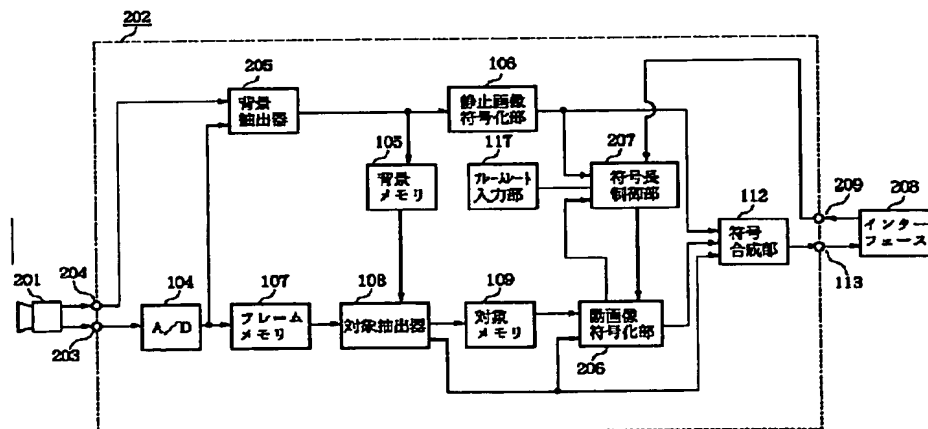 202
205
背景
抽出器
106
静止画像
符号化部
117
フレームレート
入力部
207
符号長
制御部
105
背景
メモリ
209
208
インター
フェース
112
符号
合成部
113
201
204
203
104
A/D
107
フレーム
メモリ
108
対象抽出器
109
対象
メモリ
動画像
符号化部
206